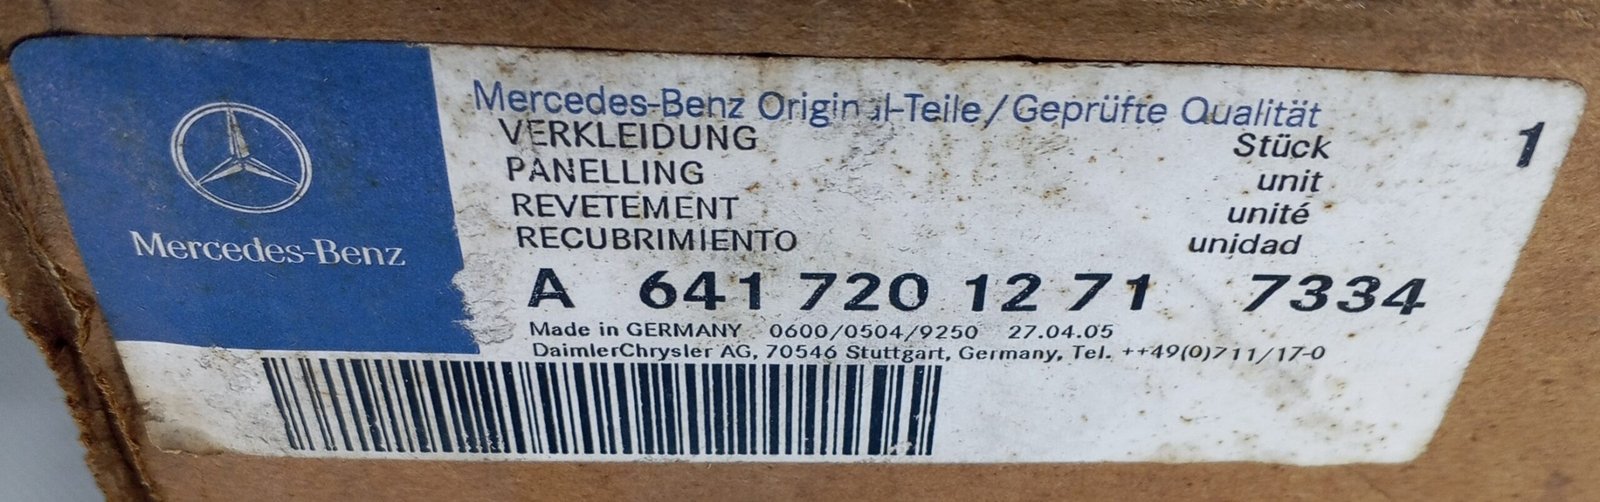 Mercedes-Benz
Mercedes-Benz Original-Teile/Geprüfte Qualität
VERKLEIDUNG Stück 1
PANELLING unit
REVETEMENT unité
RECUBRIMIENTO unidad
A 641 720 12 71 7334
Made in GERMANY 0600/0504/9250 27.04.05
DaimlerChrysler AG, 70546 Stuttgart, Germany, Tel. ++49(0)711/17-0